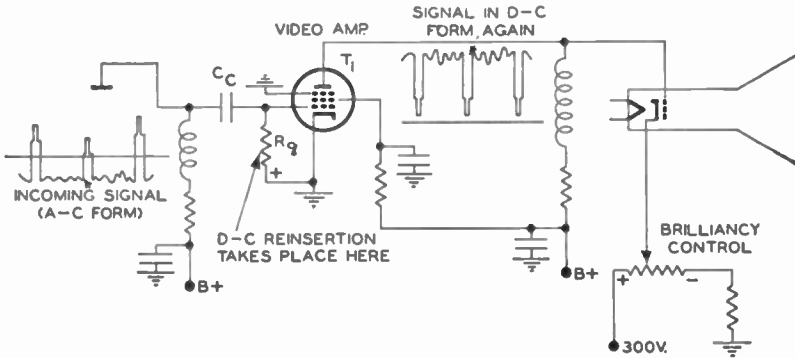 VIDEO AMP.
T1
SIGNAL IN D-C
FORM, AGAIN
CC
Rg
+
INCOMING SIGNAL
(A-C FORM)
D-C REINSERTION
TAKES PLACE HERE
B+
B+
BRILLIANCY
CONTROL
+
-
300V.